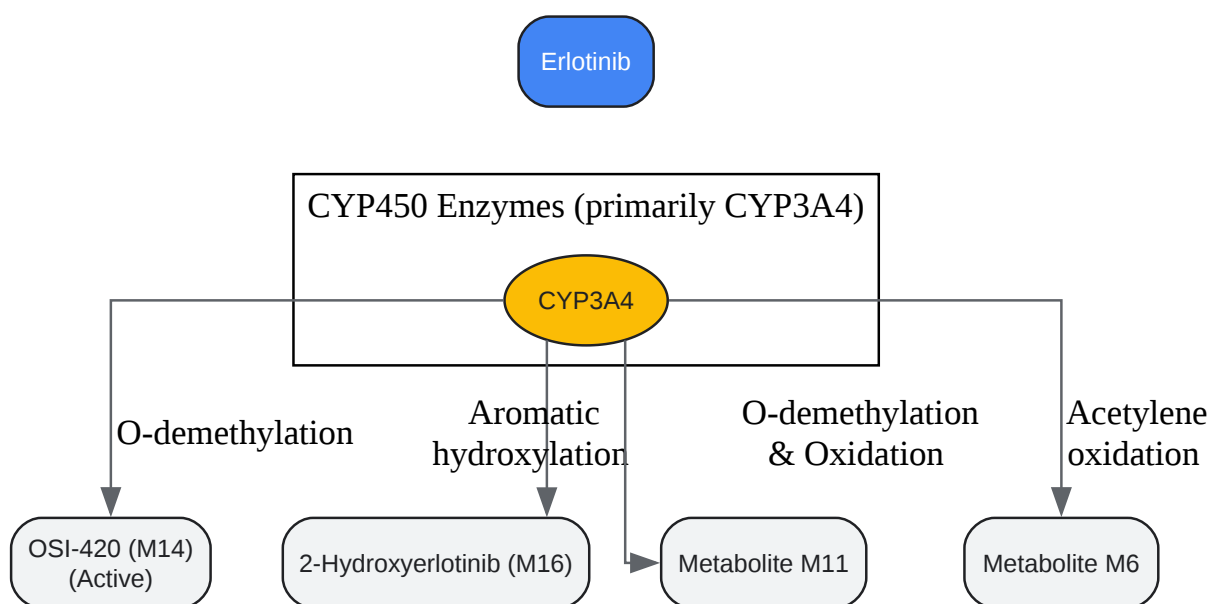 Erlotinib
CYP450 Enzymes (primarily CYP3A4)
CYP3A4
O-demethylation
Aromatic
hydroxylation
O-demethylation
& Oxidation
Acetylene
oxidation
OSI-420 (M14)
(Active)
2-Hydroxyerlotinib (M16)
Metabolite M11
Metabolite M6